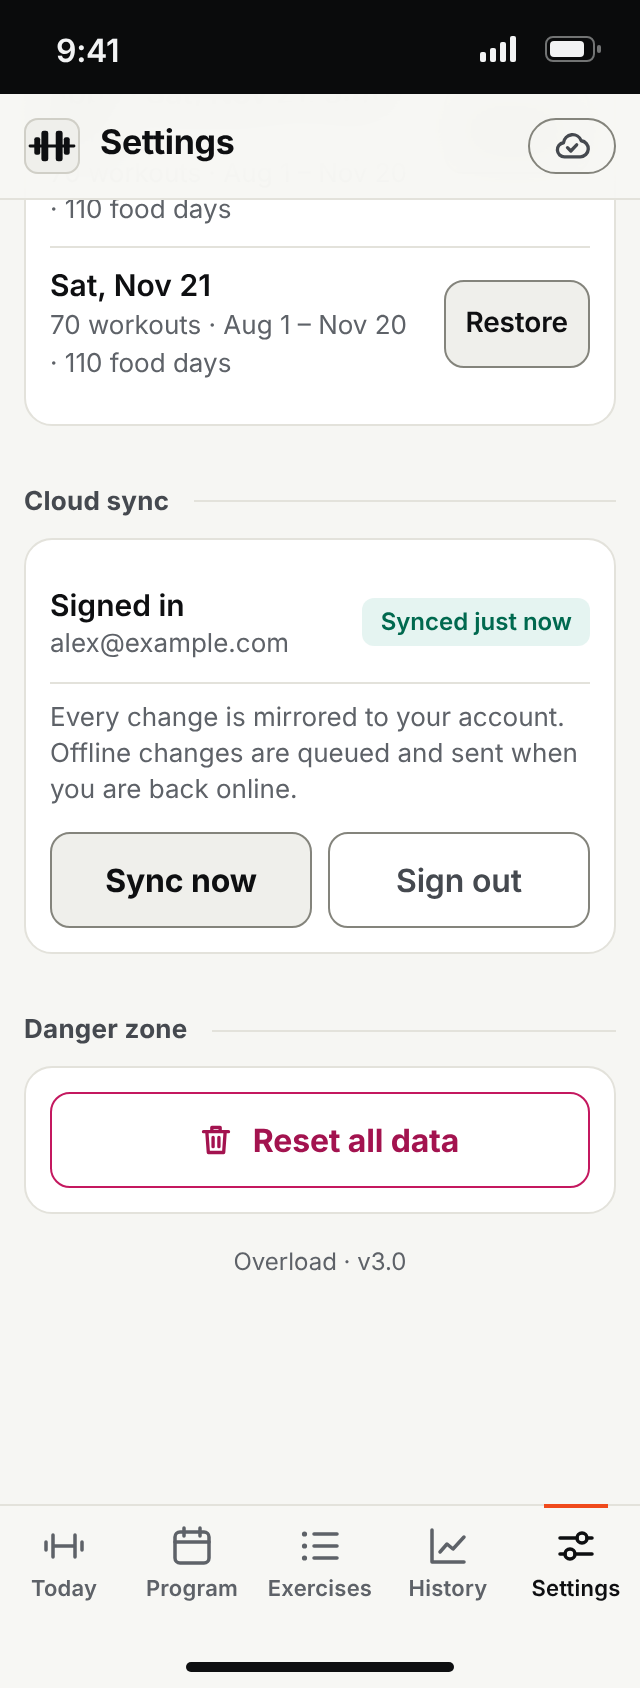 9:41
Settings
· 110 food days
Sat, Nov 21
70 workouts · Aug 1 – Nov 20
· 110 food days
Restore
Cloud sync
Signed in
alex@example.com
Synced just now
Every change is mirrored to your account.
Offline changes are queued and sent when
you are back online.
Sync now
Sign out
Danger zone
Reset all data
Overload · v3.0
Today
Program
Exercises
History
Settings